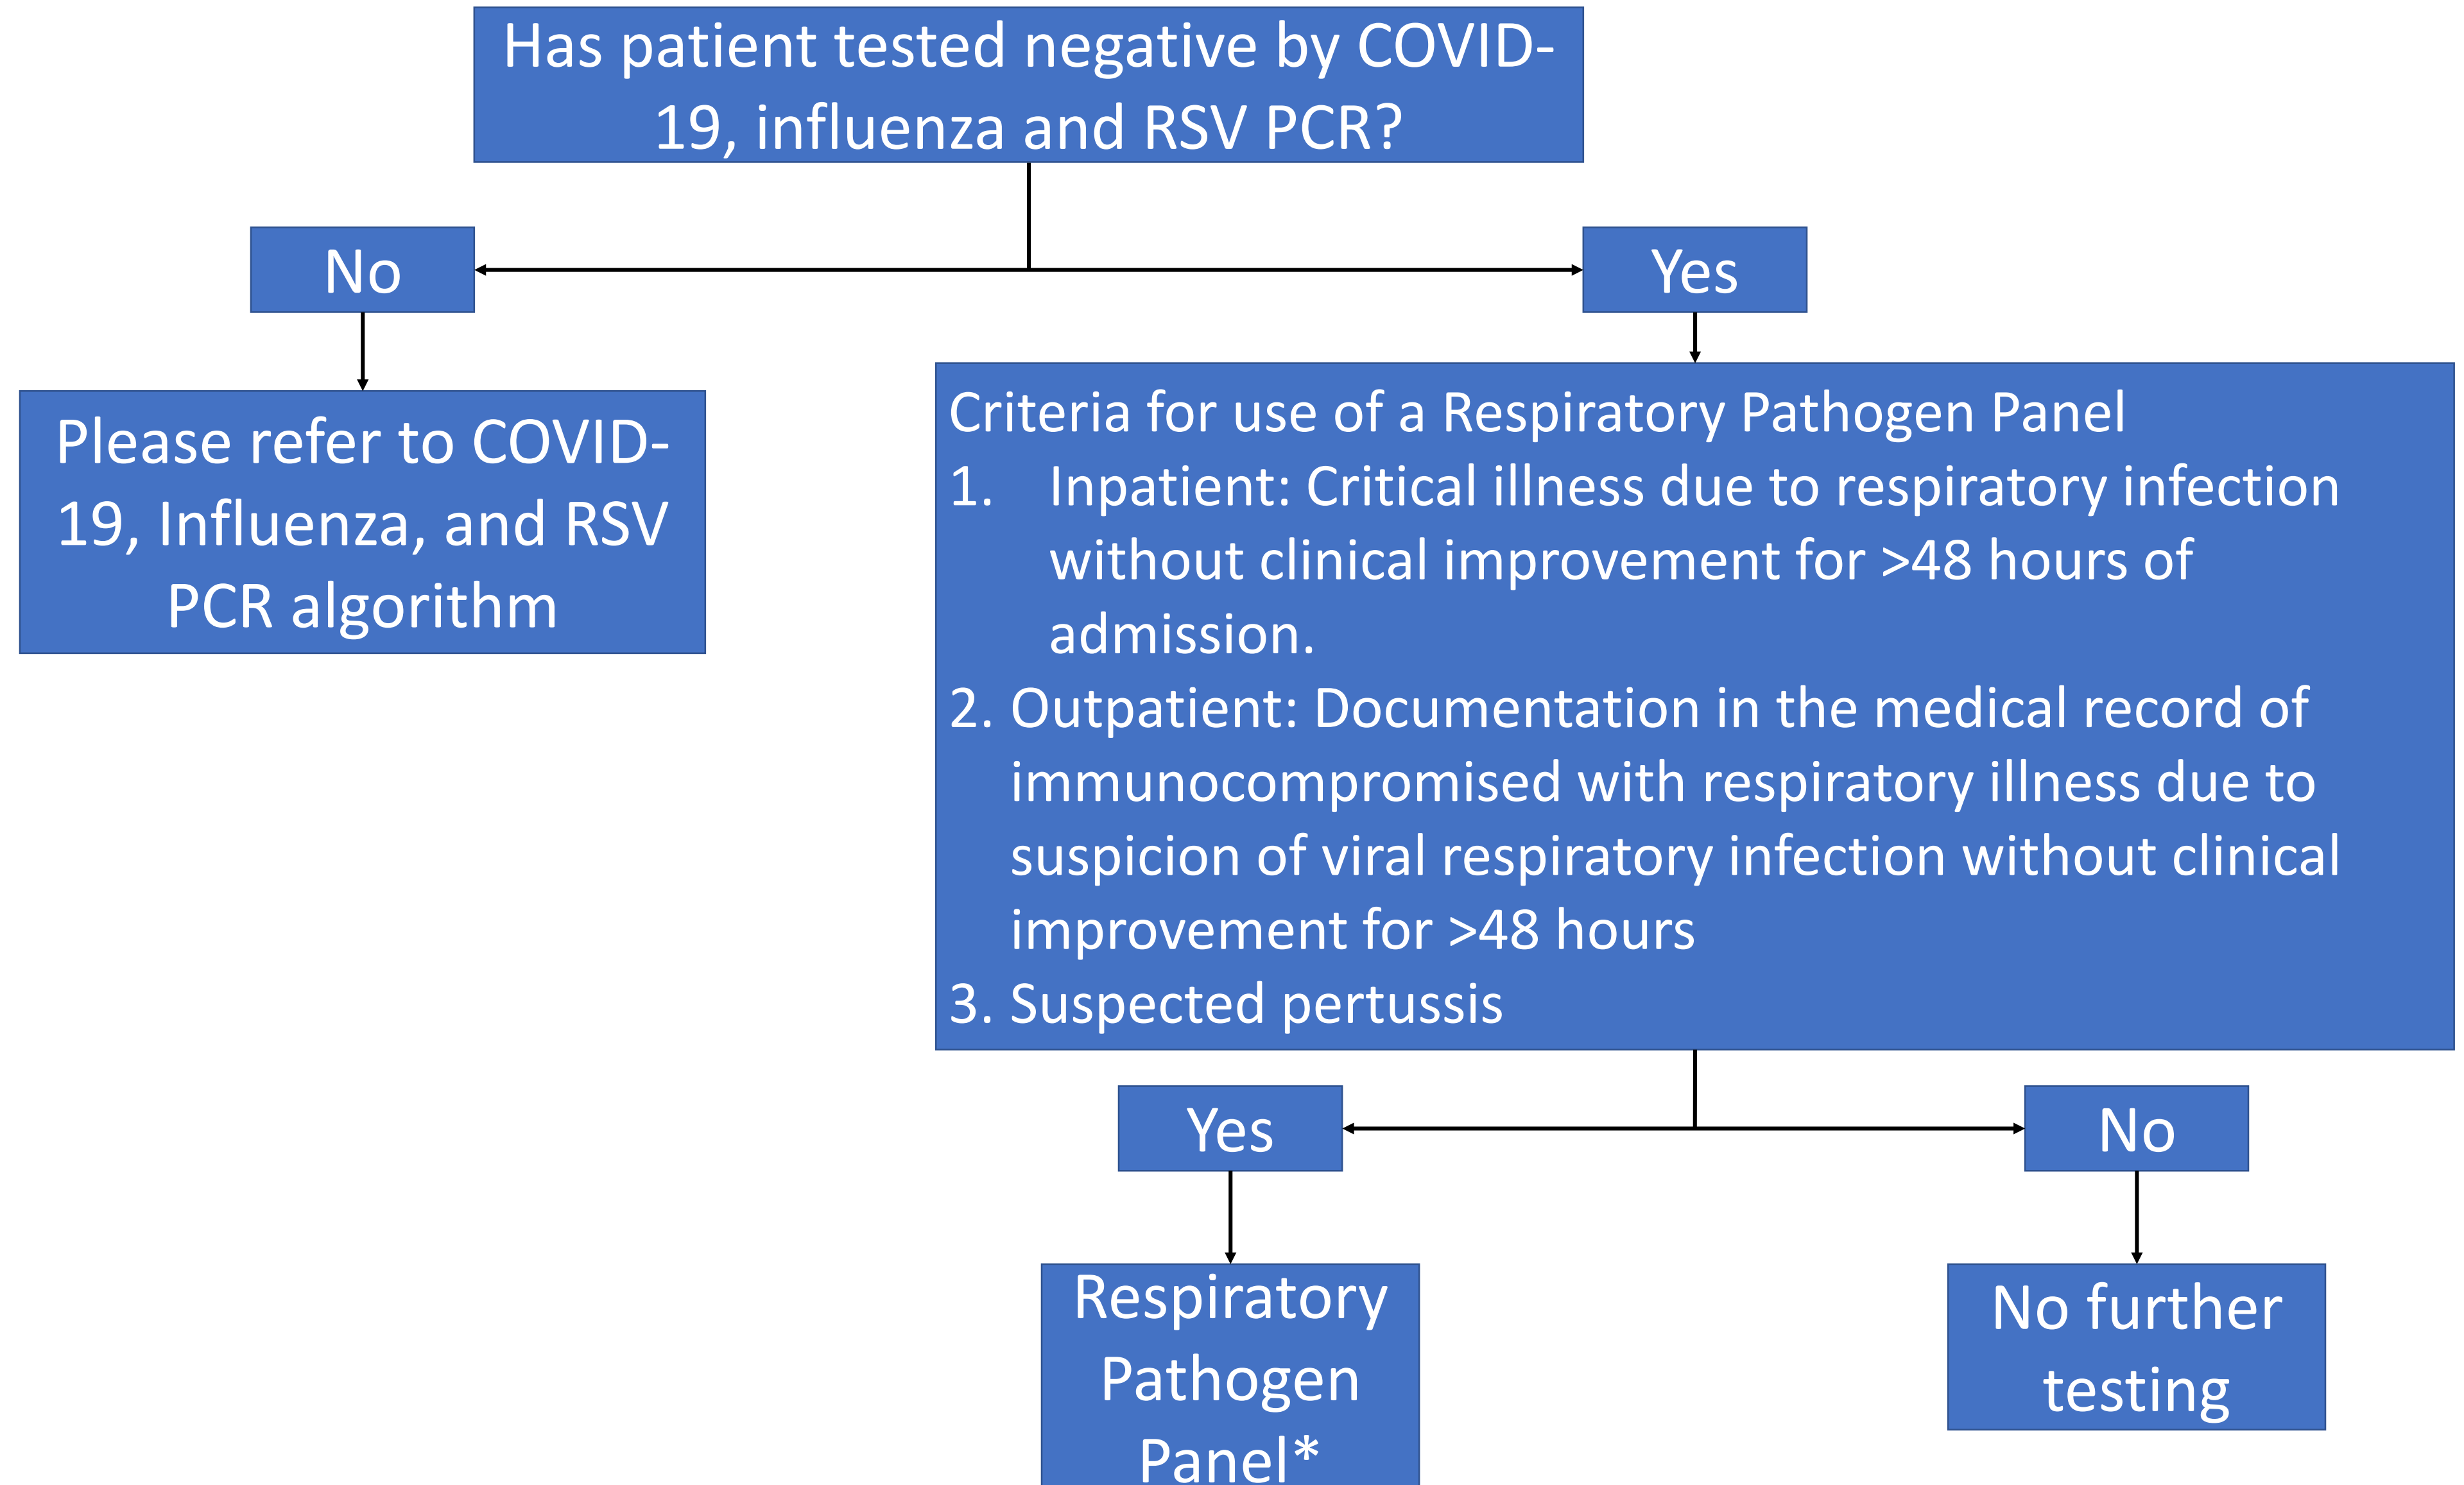 Has patient tested negative by COVID-
19, influenza and RSV PCR?
No
Yes
Please refer to COVID-
19, Influenza, and RSV
PCR algorithm
Criteria for use of a Respiratory Pathogen Panel
1. Inpatient: Critical illness due to respiratory infection
without clinical improvement for >48 hours of
admission.
2. Outpatient: Documentation in the medical record of
immunocompromised with respiratory illness due to
suspicion of viral respiratory infection without clinical
improvement for >48 hours
3. Suspected pertussis
Yes
No
Respiratory
Pathogen
Panel*
No further
testing